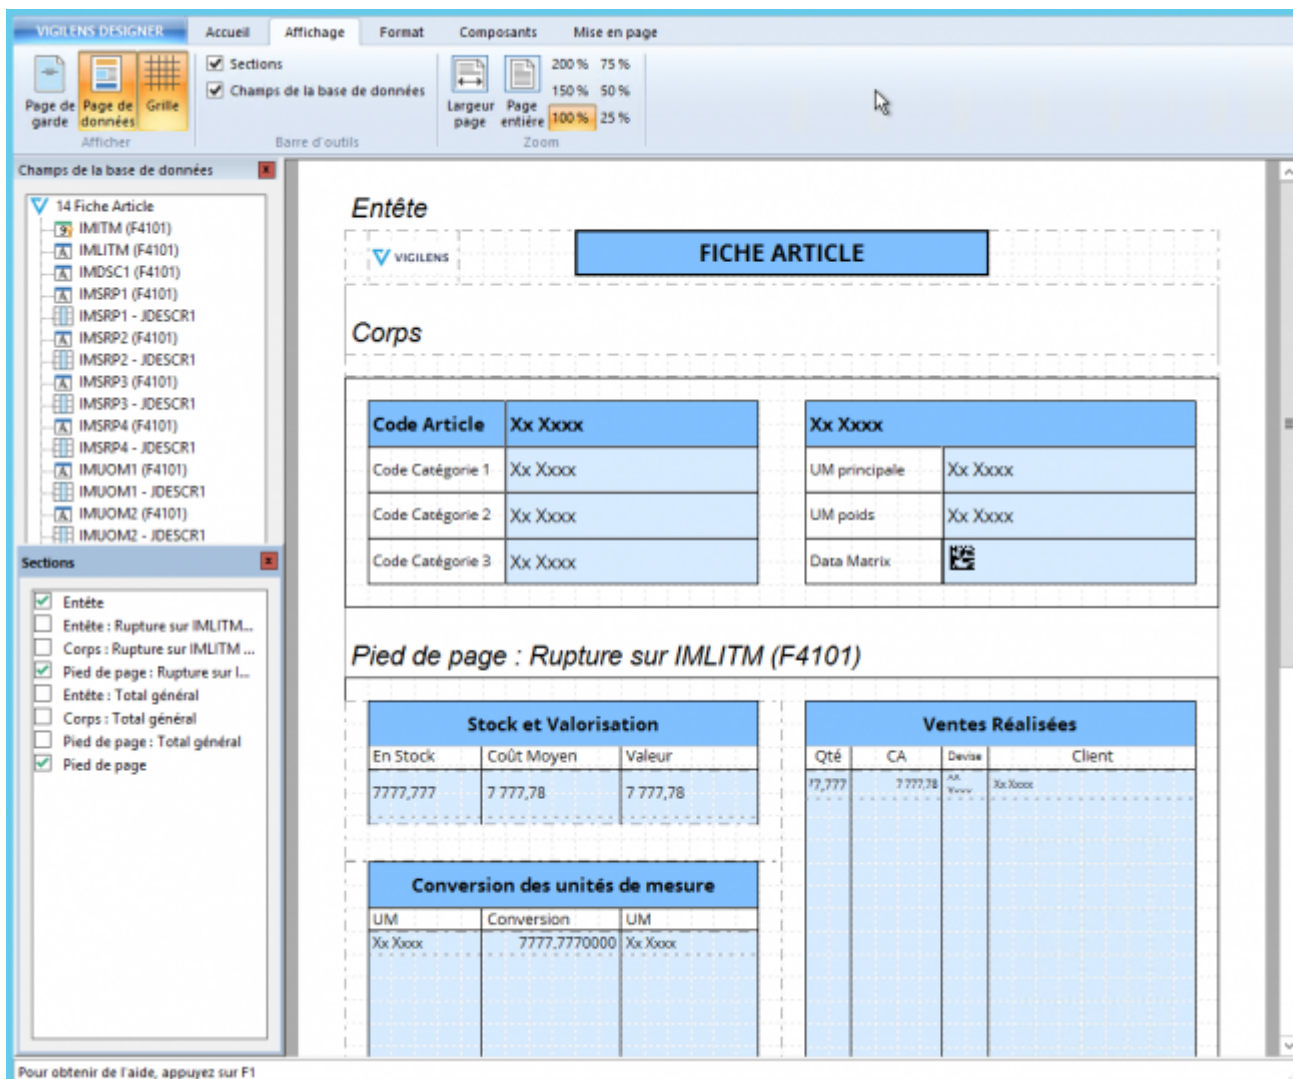 VIGILENS DESIGNER Accueil Affichage Format Composants Mise en page
Page de garde
Page de données
Grille
Afficher
Sections
Champs de la base de données
Barre d'outils
Largeur page
Page entière
200 % 75 %
150 % 50 %
100 % 25 %
Zoom
Champs de la base de données
14 Fiche Article
IMITM (F4101)
IMLITM (F4101)
IMDSC1 (F4101)
IMSRP1 (F4101)
IMSRP1 - JDESCR1
IMSRP2 (F4101)
IMSRP2 - JDESCR1
IMSRP3 (F4101)
IMSRP3 - JDESCR1
IMSRP4 (F4101)
IMSRP4 - JDESCR1
IMUOM1 (F4101)
IMUOM1 - JDESCR1
IMUOM2 (F4101)
IMUOM2 - JDESCR1
Sections
Entête
Entête : Rupture sur IMLITM...
Corps : Rupture sur IMLITM ...
Pied de page : Rupture sur I...
Entête : Total général
Corps : Total général
Pied de page : Total général
Pied de page
Entête
VIGILENS
FICHE ARTICLE
Corps
Code Article Xx Xxxx
Code Catégorie 1 Xx Xxxx
Code Catégorie 2 Xx Xxxx
Code Catégorie 3 Xx Xxxx
Xx Xxxx
UM principale Xx Xxxx
UM poids Xx Xxxx
Data Matrix
Pied de page : Rupture sur IMLITM (F4101)
Stock et Valorisation
En Stock Coût Moyen Valeur
7777,777 7 777,78 7 777,78
Conversion des unités de mesure
UM Conversion UM
Xx Xxxx 7777.7770000 Xx Xxxx
Ventes Réalisées
Qté CA Devise Client
7,777 7 777,78 Xx Xxxx
Pour obtenir de l'aide, appuyez sur F1